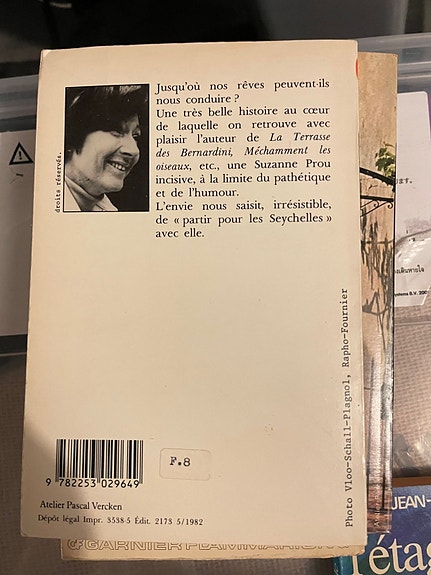 Jusqu'où nos rêves peuvent-ils
nous conduire ?
Une très belle histoire au cœur
de laquelle on retrouve avec
plaisir l'auteur de La Terrasse
des Bernardini, Méchamment les
oiseaux, etc., une Suzanne Prou
incisive, à la limite du pathétique
et de l'humour.
L'envie nous saisit, irrésistible,
de « partir pour les Seychelles »
avec elle.
droits réservés.
Photo Vloo-Schall-Plagnol, Rapho-Fournier
F.8
9 782253 029649
Atelier Pascal Vercken
Dépôt légal Impr. 3538-5 Édit. 2173 5/1982
GARNIER-FLAMMARION
JEAN-
l'étag